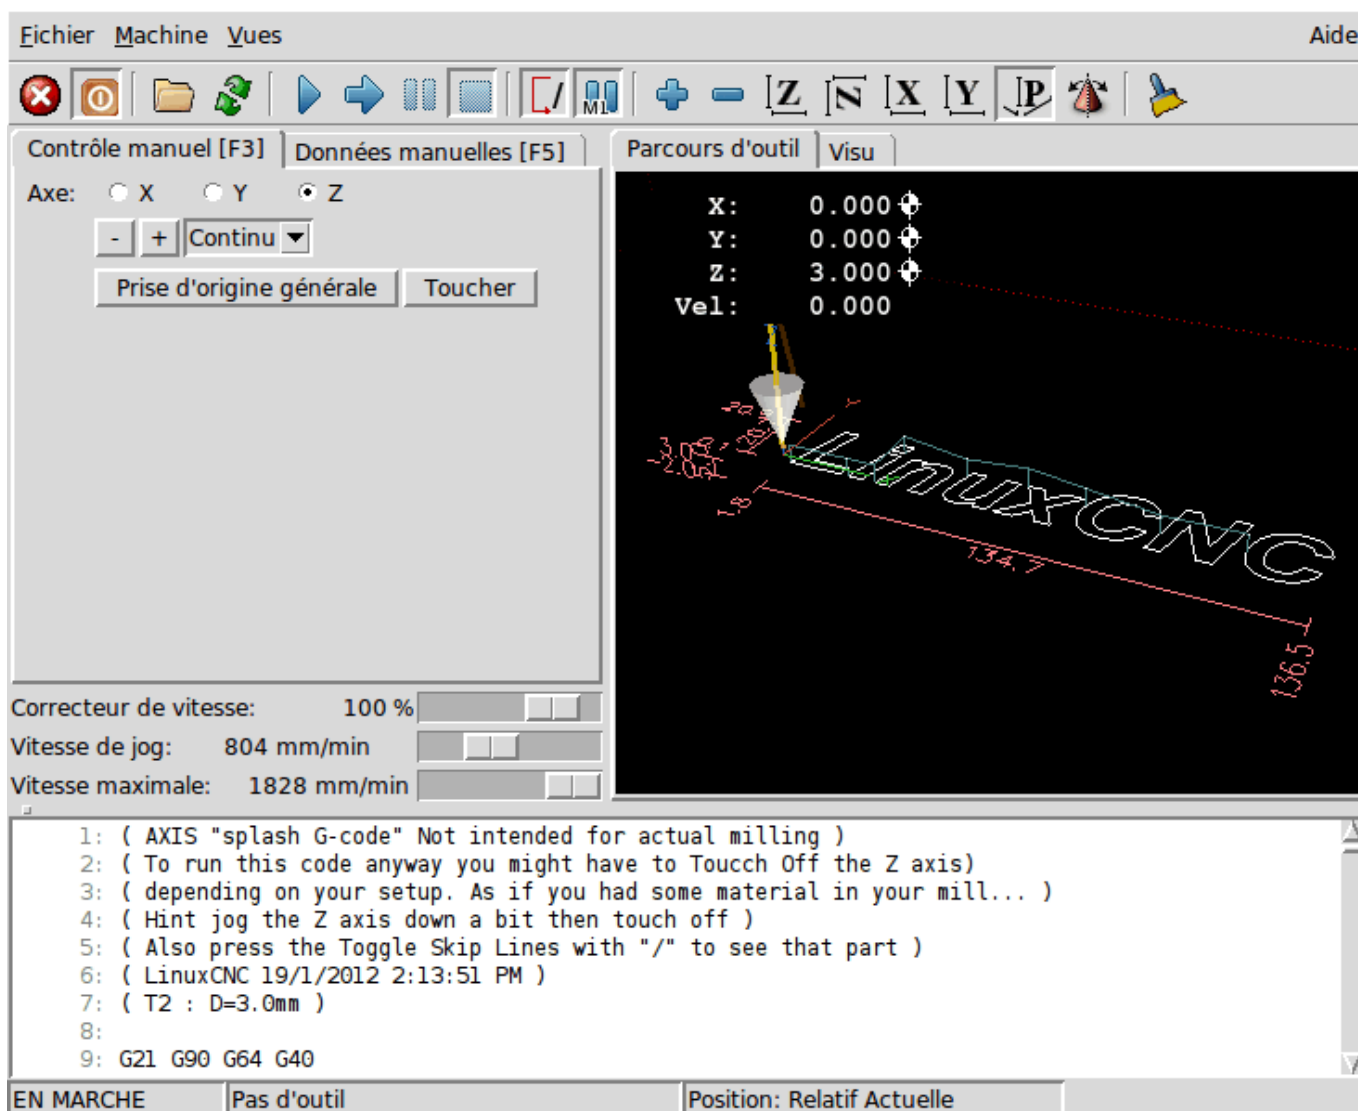 Fichier Machine Vues Aide
M1 Z N X Y P
Contrôle manuel [F3] Données manuelles [F5] Parcours d'outil Visu
Axe: X Y Z
- + Continu
Prise d'origine générale Toucher
X: 0.000
Y: 0.000
Z: 3.000
Vel: 0.000
Y
LinuxCNC
1.8
134.7
136.5
Correcteur de vitesse: 100 %
Vitesse de jog: 804 mm/min
Vitesse maximale: 1828 mm/min
1: ( AXIS "splash G-code" Not intended for actual milling )
2: ( To run this code anyway you might have to Toucch Off the Z axis)
3: ( depending on your setup. As if you had some material in your mill... )
4: ( Hint jog the Z axis down a bit then touch off )
5: ( Also press the Toggle Skip Lines with "/" to see that part )
6: ( LinuxCNC 19/1/2012 2:13:51 PM )
7: ( T2 : D=3.0mm )
8:
9: G21 G90 G64 G40
EN MARCHE Pas d'outil Position: Relatif Actuelle